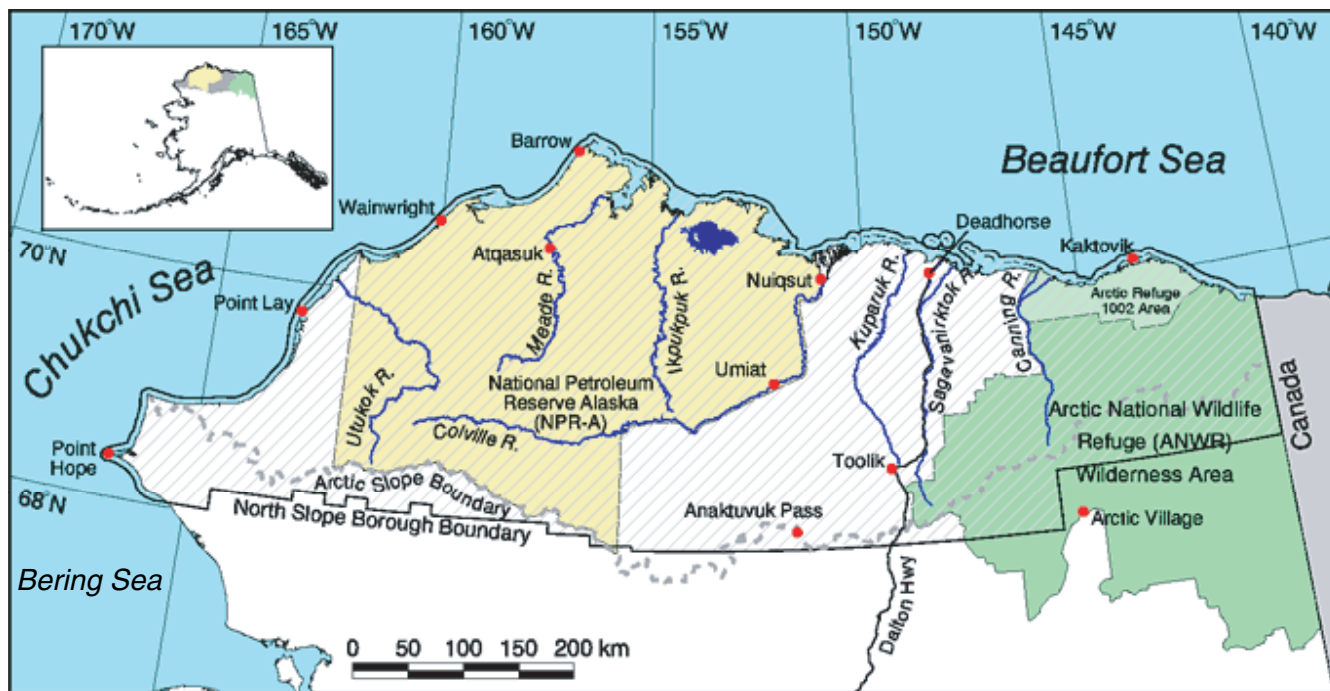 170°W
165°W
160°W
155°W
150°W
145°W
140°W
Beaufort Sea
Barrow
Deadhorse
Wainwright
Kaktovik
70°N
Atqasuk
Chukchi Sea
Point Lay
Nuiqsut
Arctic Refuge
1002 Area
Meade R.
Ikpukpuk R.
Kuparuk R.
Sagavanirktok R.
Canning R.
Umiat
Utukok R.
National Petroleum
Reserve Alaska
(NPR-A)
Colville R.
Arctic National Wildlife
Refuge (ANWR)
Wilderness Area
Canada
Point
Hope
Toolik
68°N
Arctic Slope Boundary
North Slope Borough Boundary
Anaktuvuk Pass
Arctic Village
Bering Sea
Dalton Hwy
0 50 100 150 200 km